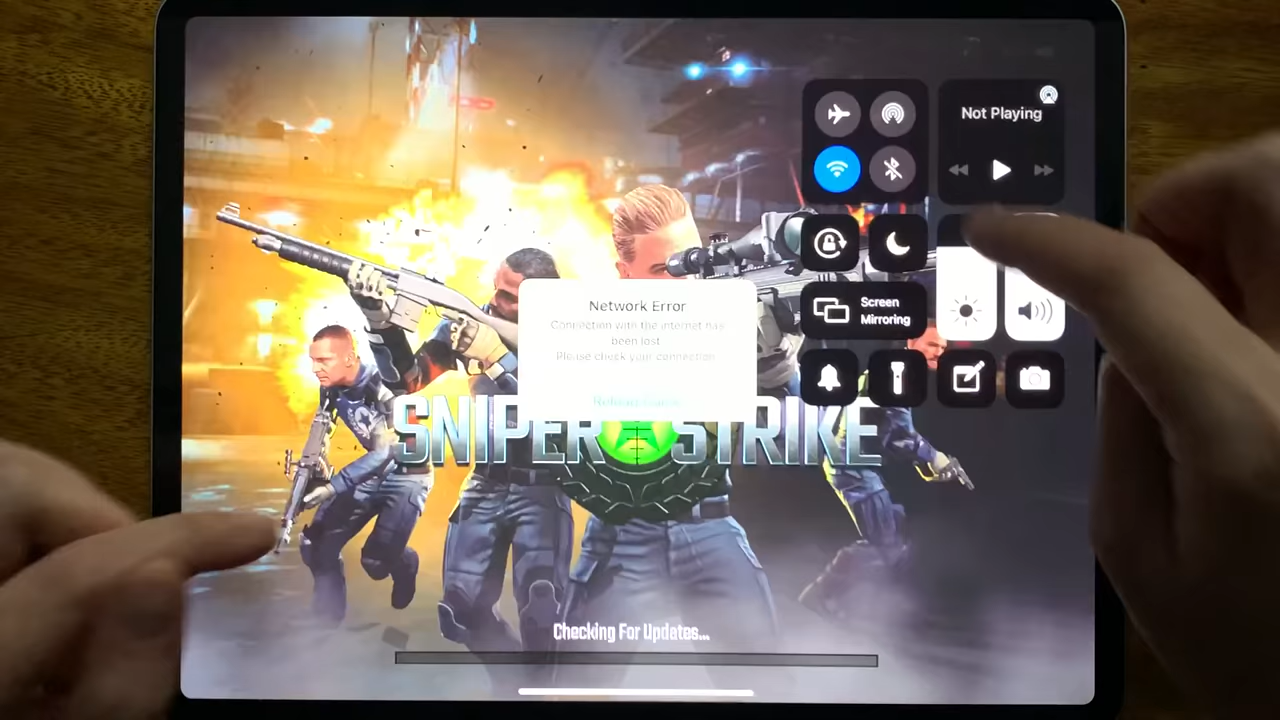 Not Playing
Screen
Mirroring
Network Error
Connection with the internet has
been lost
Please check your connection.
SNIPER STRIKE
Checking For Updates...